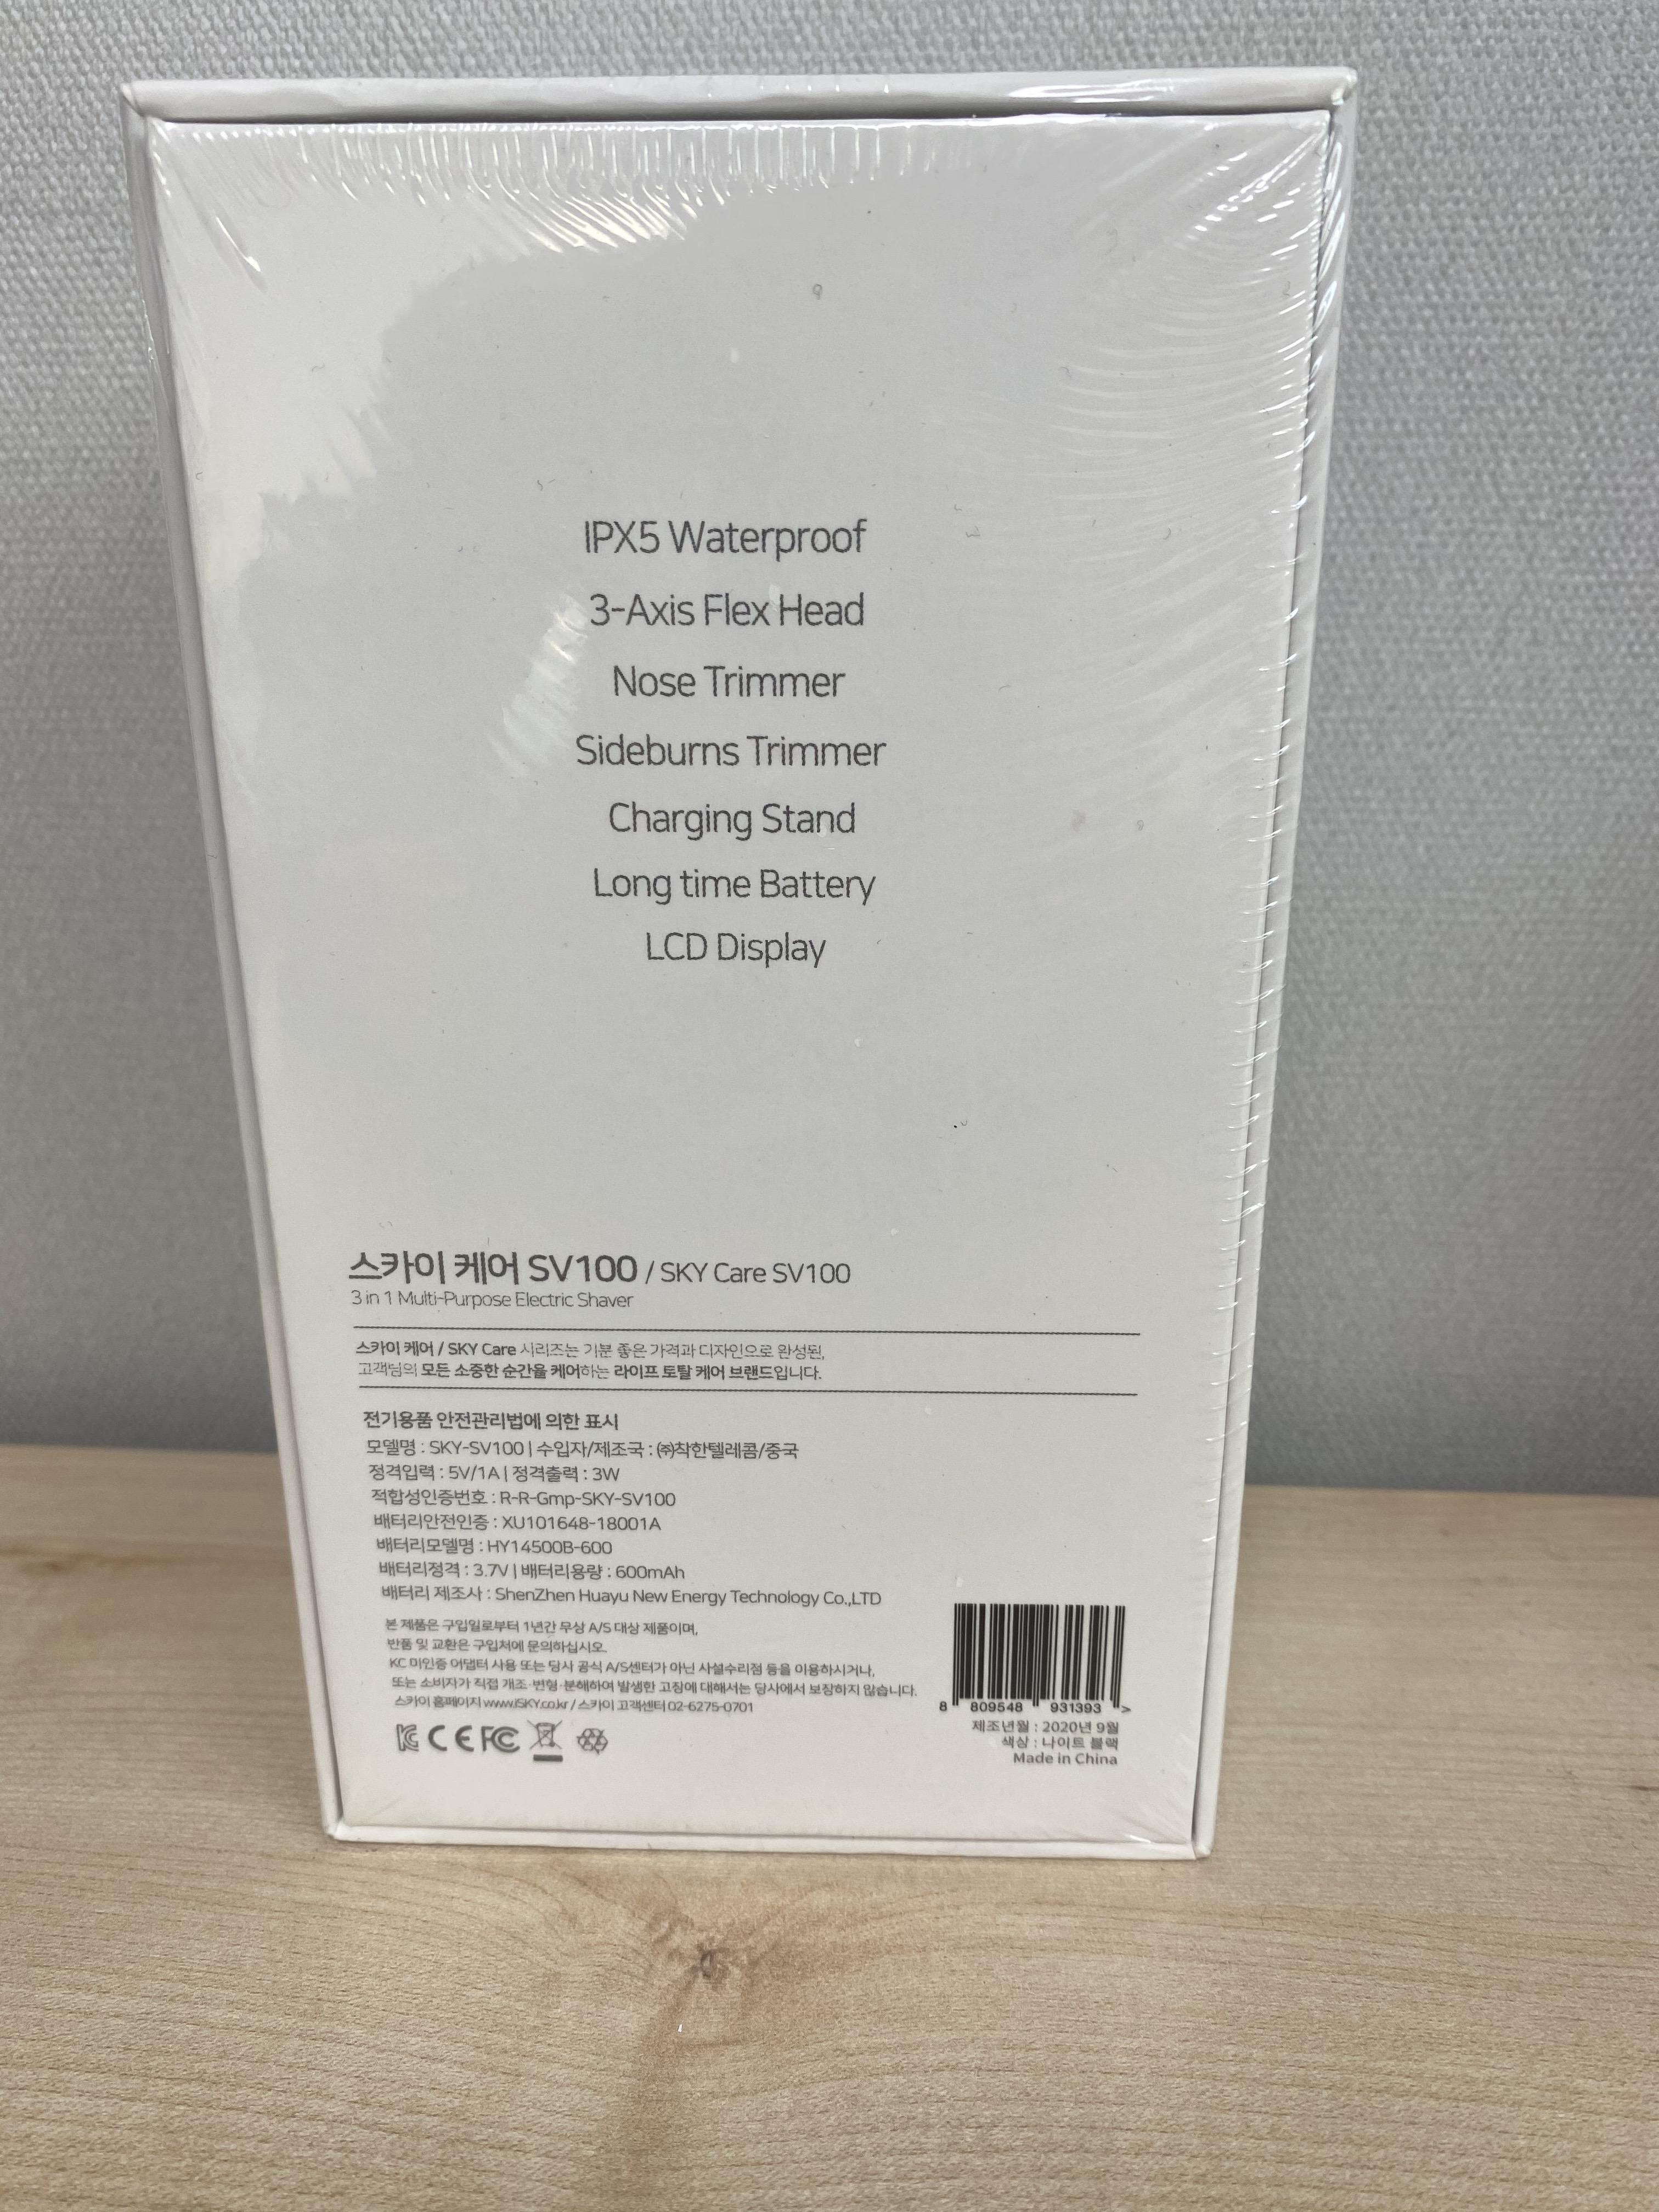 IPX5 Waterproof
3-Axis Flex Head
Nose Trimmer
Sideburns Trimmer
Charging Stand
Long time Battery
LCD Display
스카이 케어 SV100 / SKY Care SV100
3 in 1 Multi-Purpose Electric Shaver
스카이 케어 / SKY Care 시리즈는 기분 좋은 가격과 디자인으로 완성된,
고객님의 모든 소중한 순간을 케어하는 라이프 토탈 케어 브랜드입니다.
전기용품 안전관리법에 의한 표시
모델명 : SKY-SV100 | 수입자/제조국 : ㈜착한텔레콤/중국
정격입력 : 5V/1A | 정격출력 : 3W
적합성인증번호 : R-R-Gmp-SKY-SV100
배터리안전인증 : XU101648-18001A
배터리모델명 : HY14500B-600
배터리정격 : 3.7V | 배터리용량 : 600mAh
배터리 제조사 : ShenZhen Huayu New Energy Technology Co.,LTD
본 제품은 구입일로부터 1년간 무상 A/S 대상 제품이며,
반품 및 교환은 구입처에 문의하십시오.
KC 미인증 어댑터 사용 또는 당사 공식 A/S센터가 아닌 사설수리점 등을 이용하시거나,
또는 소비자가 직접 개조·변형·분해하여 발생한 고장에 대해서는 당사에서 보장하지 않습니다.
스카이 홈페이지 www.iSKY.co.kr / 스카이 고객센터 02-6275-0701
KC CE FC
8 809548 931393 >
제조년월 : 2020년 9월
색상 : 나이트 블랙
Made in China